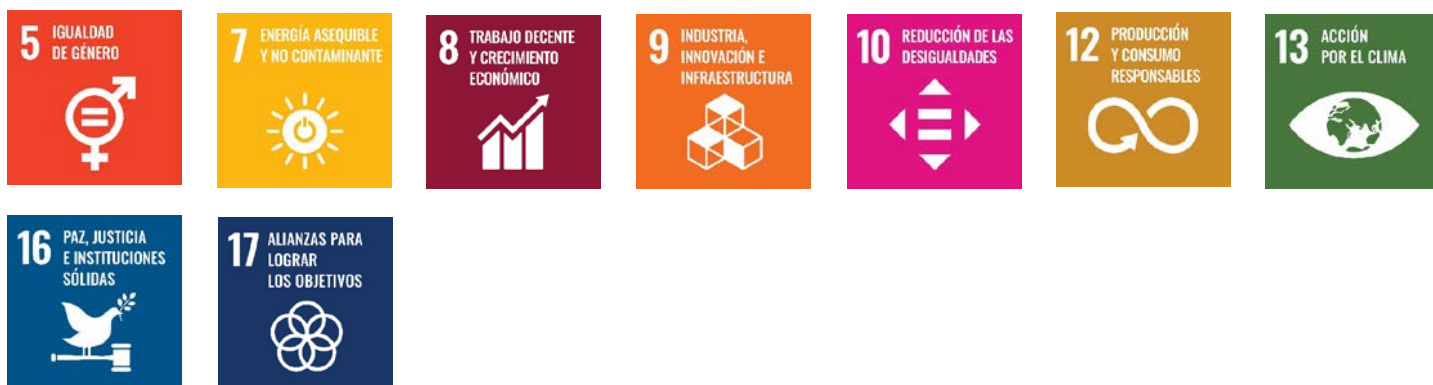 5 IGUALDAD
DE GÉNERO
7 ENERGÍA ASEQUIBLE
Y NO CONTAMINANTE
8 TRABAJO DECENTE
Y CRECIMIENTO
ECONÓMICO
9 INDUSTRIA,
INNOVACIÓN E
INFRAESTRUCTURA
10 REDUCCIÓN DE LAS
DESIGUALDADES
12 PRODUCCIÓN
Y CONSUMO
RESPONSABLES
13 ACCIÓN
POR EL CLIMA
16 PAZ, JUSTICIA
E INSTITUCIONES
SÓLIDAS
17 ALIANZAS PARA
LOGRAR
LOS OBJETIVOS